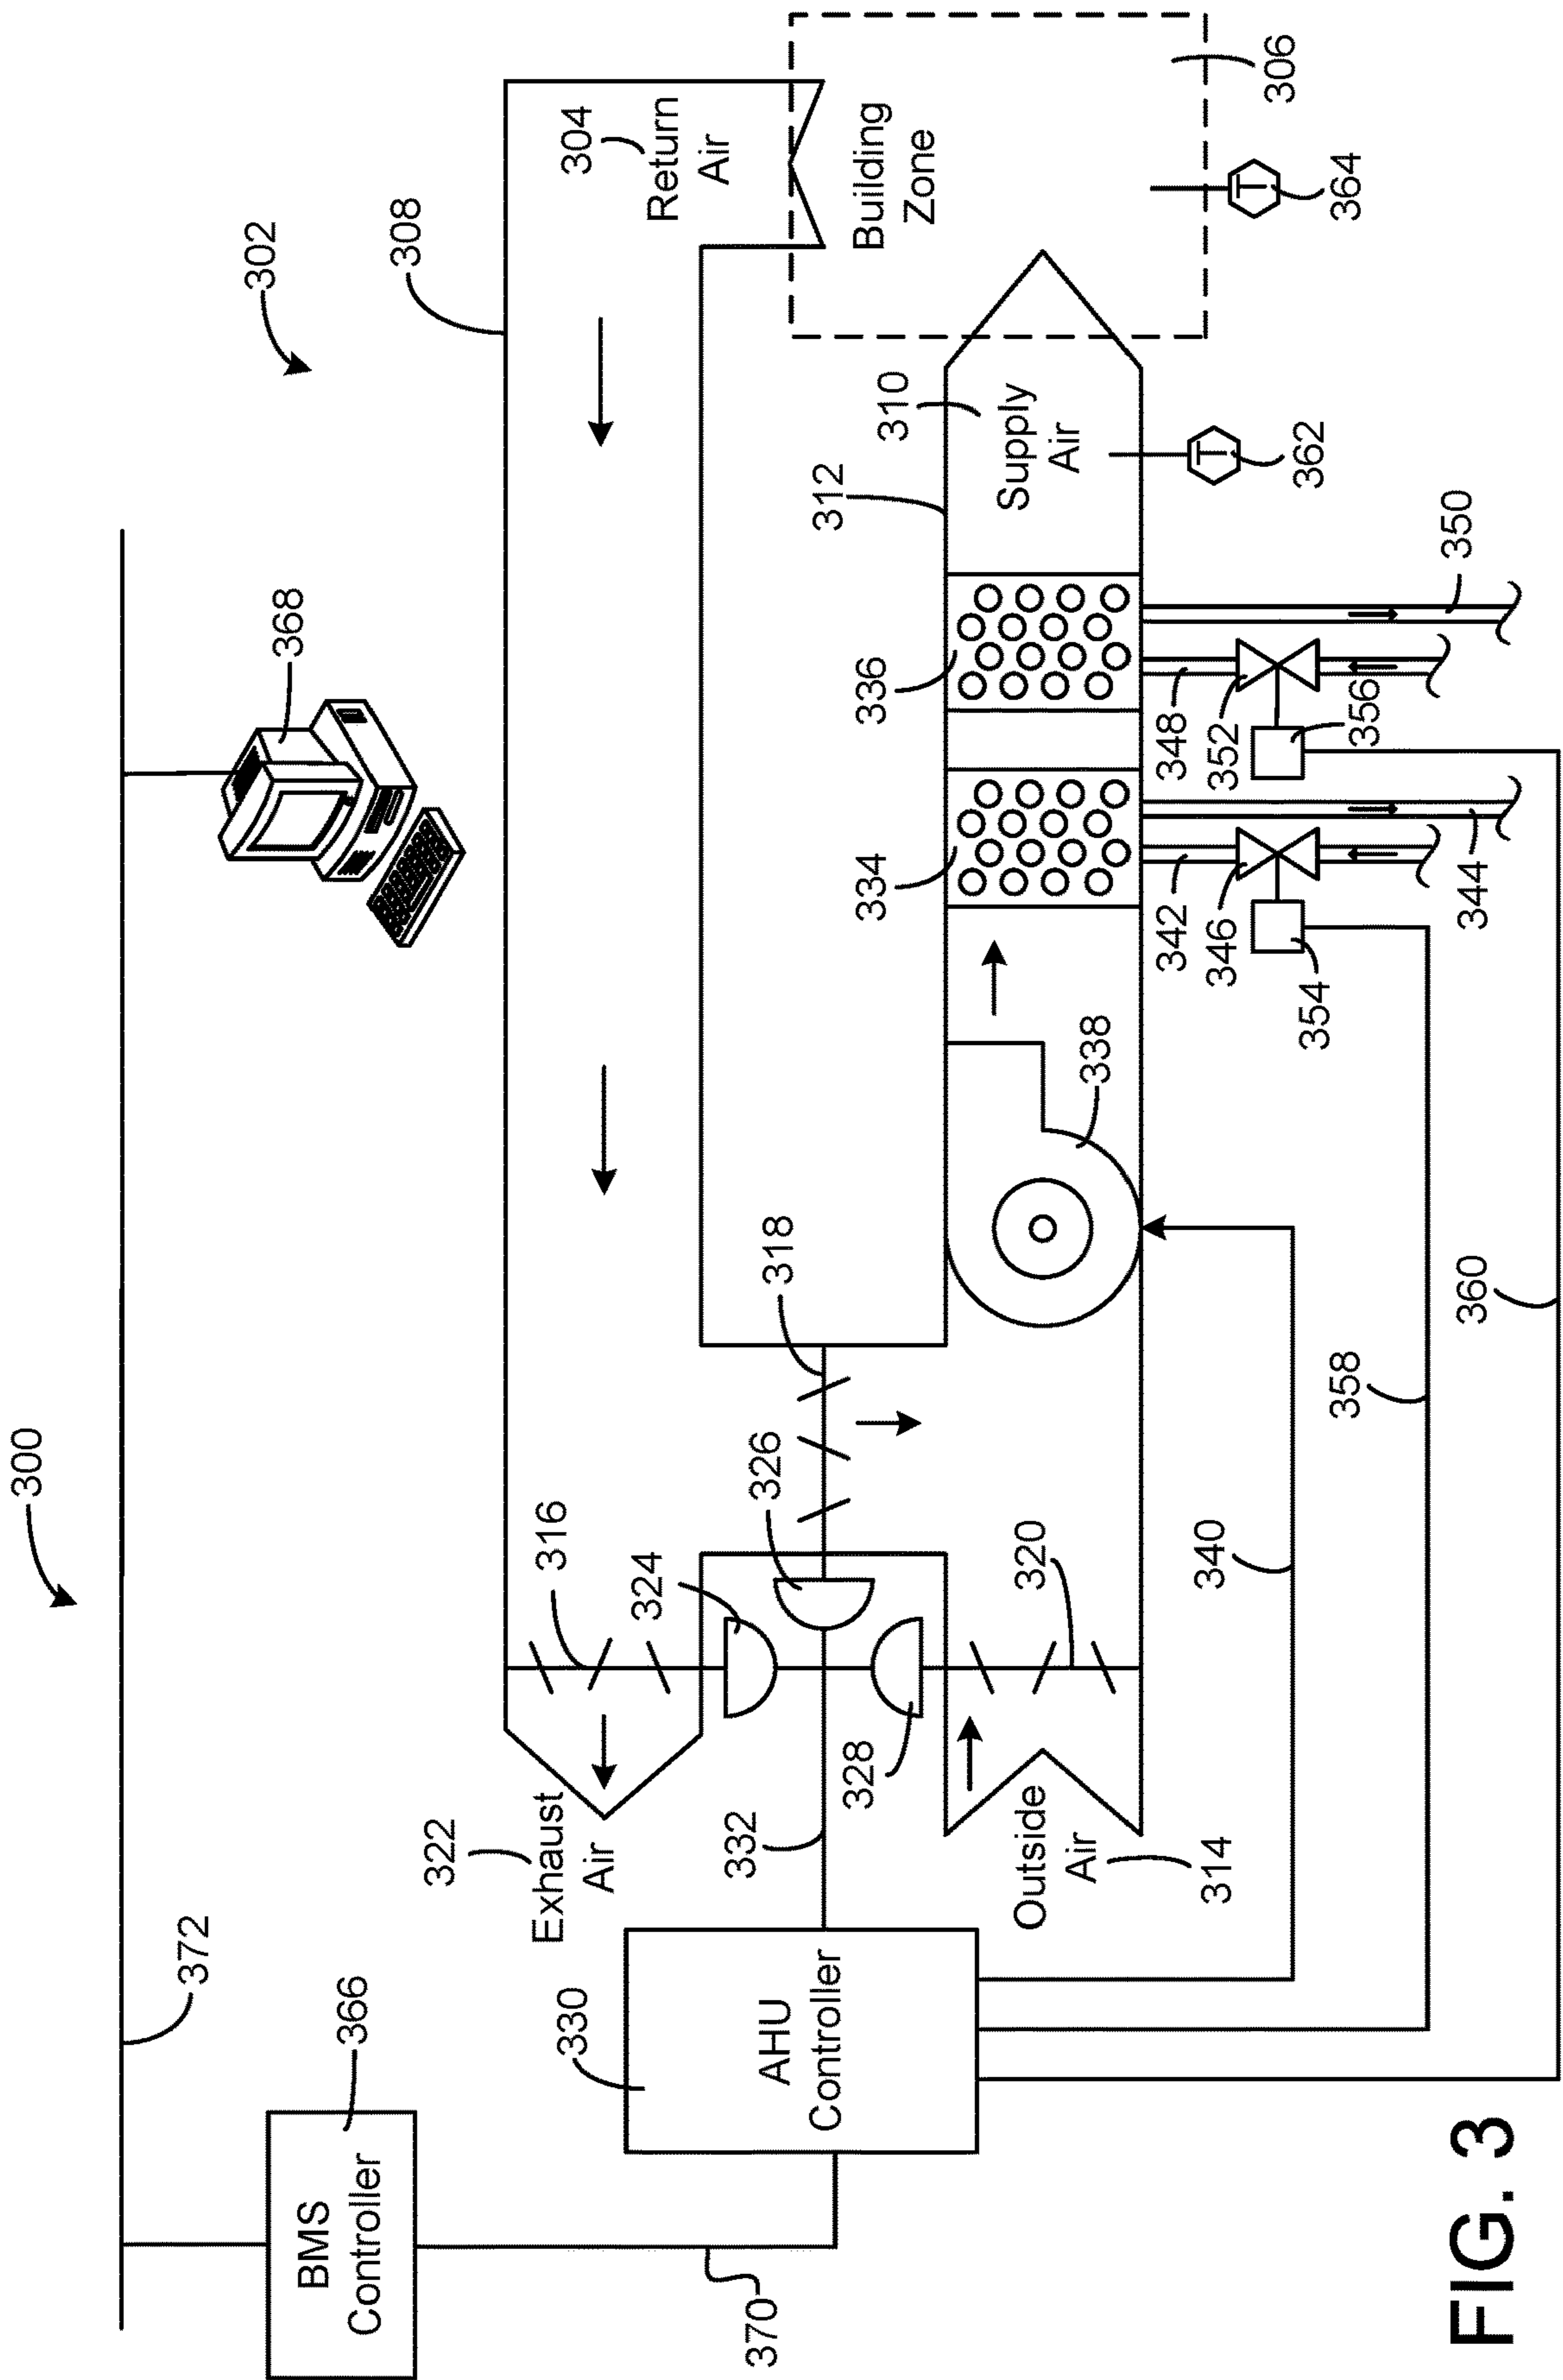 300
302
372
368
366
BMS
Controller
370
308
304
Return
Air
322
Exhaust
Air
316
324
318
326
332
328
330
AHU
Controller
Building
Zone
306
364
T
310
Supply
Air
312
362
T
336
334
338
320
Outside
Air
314
342
346
354
344
348
352
356
350
340
358
360
FIG. 3